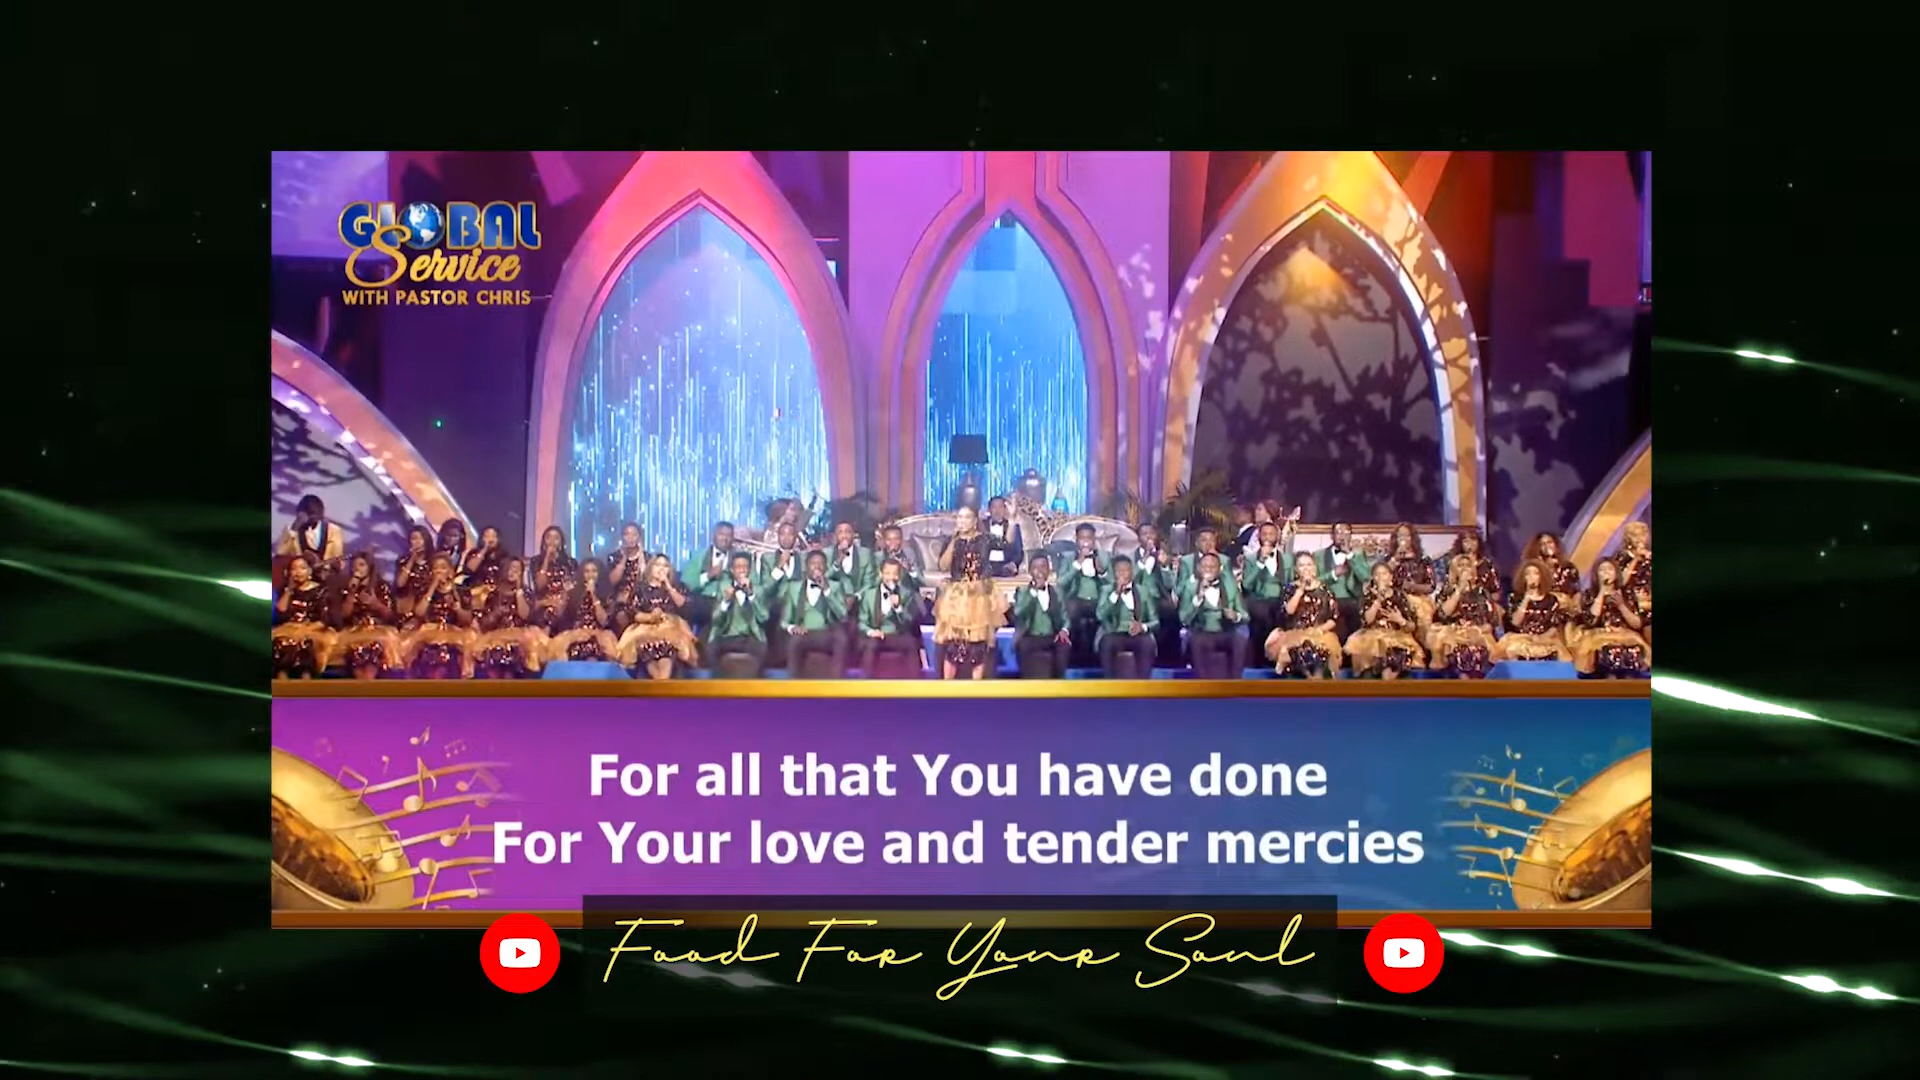 GLOBAL
Service
WITH PASTOR CHRIS
For all that You have done
For Your love and tender mercies
Food For Your Soul